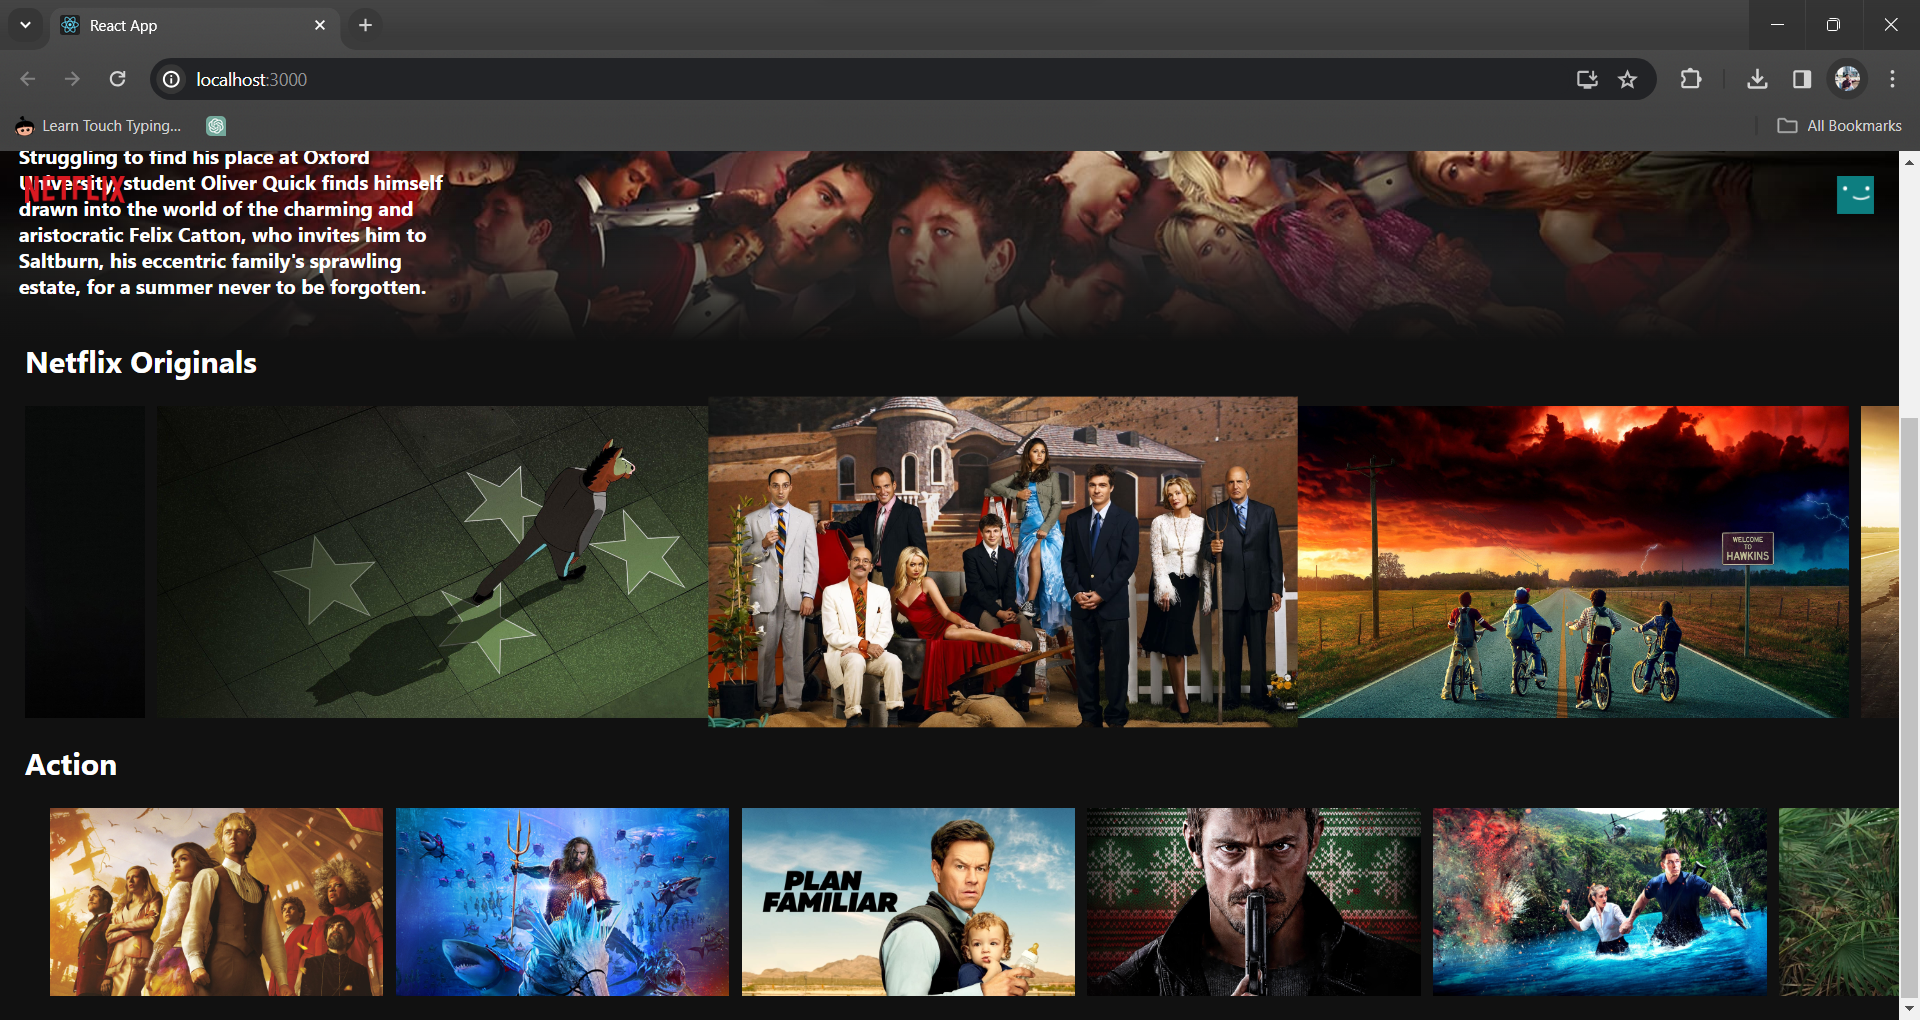 React App
localhost:3000
Learn Touch Typing...
All Bookmarks
Struggling to find his place at Oxford
University, student Oliver Quick finds himself
NETFLIX
drawn into the world of the charming and
aristocratic Felix Catton, who invites him to
Saltburn, his eccentric family's sprawling
estate, for a summer never to be forgotten.
Netflix Originals
WELCOME
TO
HAWKINS
Action
PLAN
FAMILIAR